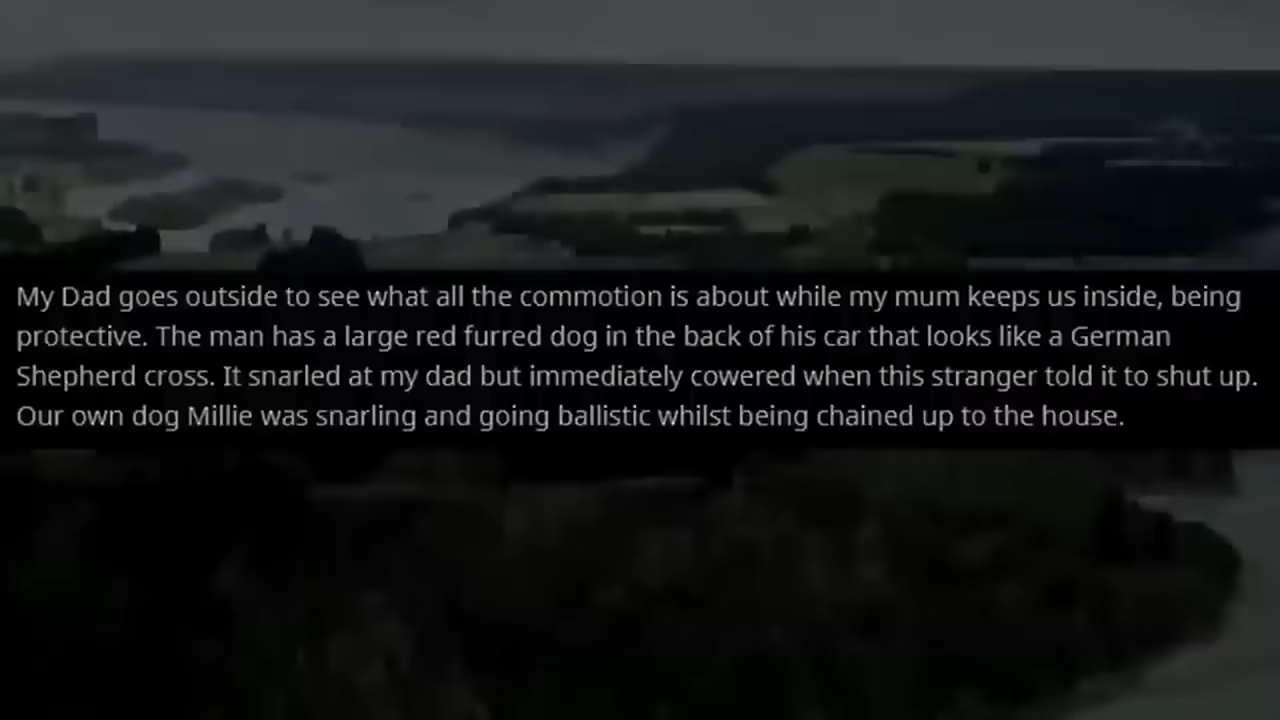 My Dad goes outside to see what all the commotion is about while my mum keeps us inside, being
protective. The man has a large red furred dog in the back of his car that looks like a German
Shepherd cross. It snarled at my dad but immediately cowered when this stranger told it to shut up.
Our own dog Millie was snarling and going ballistic whilst being chained up to the house.